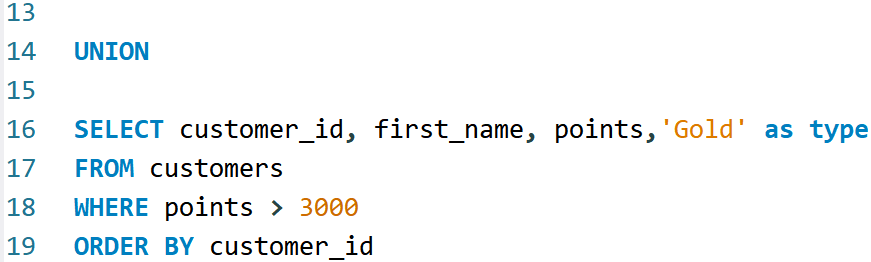 13
14 UNION
15
16 SELECT customer_id, first_name, points,'Gold' as type
17 FROM customers
18 WHERE points > 3000
19 ORDER BY customer_id